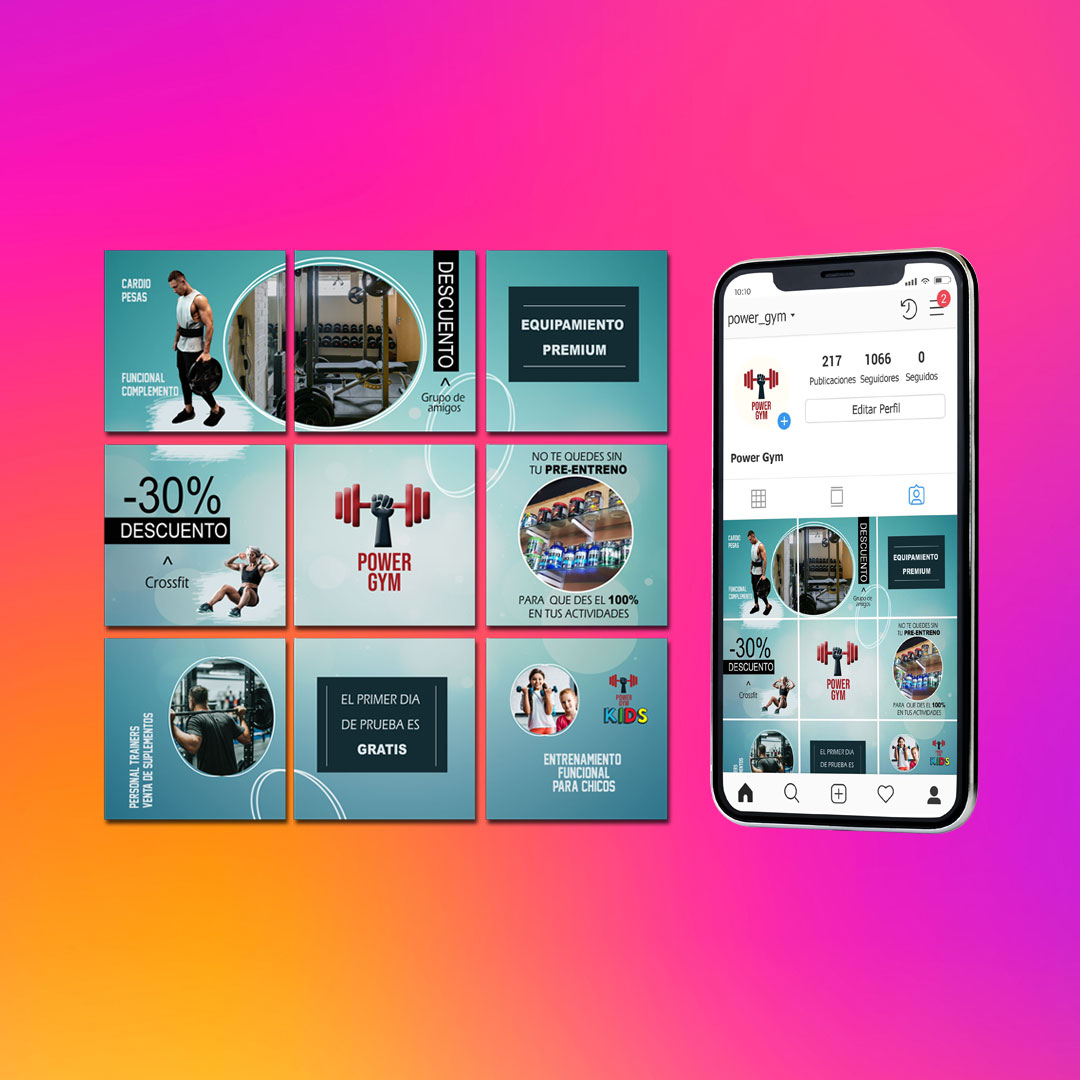 CARDIO
PESAS
FUNCIONAL
COMPLEMENTO
DESCUENTO
^
Grupo de
amigos
EQUIPAMIENTO
PREMIUM
-30%
DESCUENTO
^
Crossfit
POWER
GYM
NO TE QUEDES SIN
TU PRE-ENTRENO
PARA QUE DES EL 100%
EN TUS ACTIVIDADES
PERSONAL TRAINERS
VENTA DE SUPLEMENTOS
EL PRIMER DIA
DE PRUEBA ES
GRATIS
POWER
GYM
KIDS
ENTRENAMIENTO
FUNCIONAL
PARA CHICOS
10:10
power_gym
2
217 1066 0
Publicaciones Seguidores Seguidos
Editar Perfil
POWER
GYM
Power Gym
CARDIO
PESAS
FUNCIONAL
COMPLEMENTO
DESCUENTO
^
Grupo de
amigos
EQUIPAMIENTO
PREMIUM
-30%
DESCUENTO
^
Crossfit
POWER
GYM
NO TE QUEDES SIN
TU PRE-ENTRENO
PARA QUE DES EL 100%
EN TUS ACTIVIDADES
EL PRIMER DIA
DE PRUEBA ES
KIDS